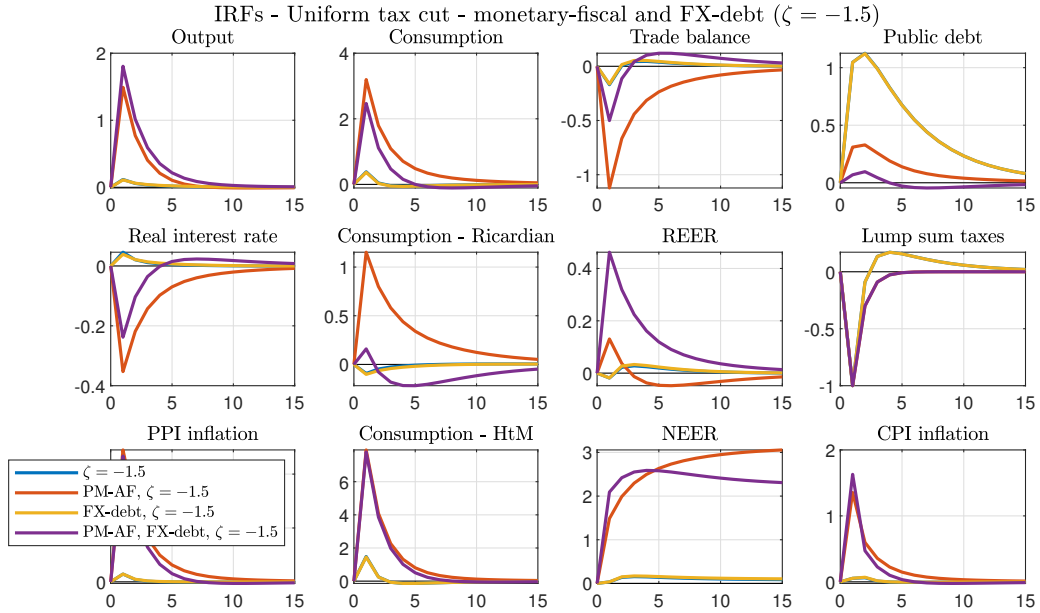 IRFs - Uniform tax cut - monetary-fiscal and FX-debt (ζ = −1.5)
Output Consumption Trade balance Public debt
2
1
0
0 5 10 15
4
2
0
0 5 10 15
0
-0.5
-1
0 5 10 15
1
0.5
0
0 5 10 15
Real interest rate Consumption - Ricardian REER Lump sum taxes
0
-0.2
-0.4
0 5 10 15
1
0.5
0
0 5 10 15
0.4
0.2
0
0 5 10 15
0
-0.5
-1
0 5 10 15
PPI inflation Consumption - HtM NEER CPI inflation
ζ = −1.5
PM-AF, ζ = −1.5
FX-debt, ζ = −1.5
PM-AF, FX-debt, ζ = −1.5
0
0 5 10 15
6
4
2
0
0 5 10 15
3
2
1
0
0 5 10 15
2
1
0
0 5 10 15